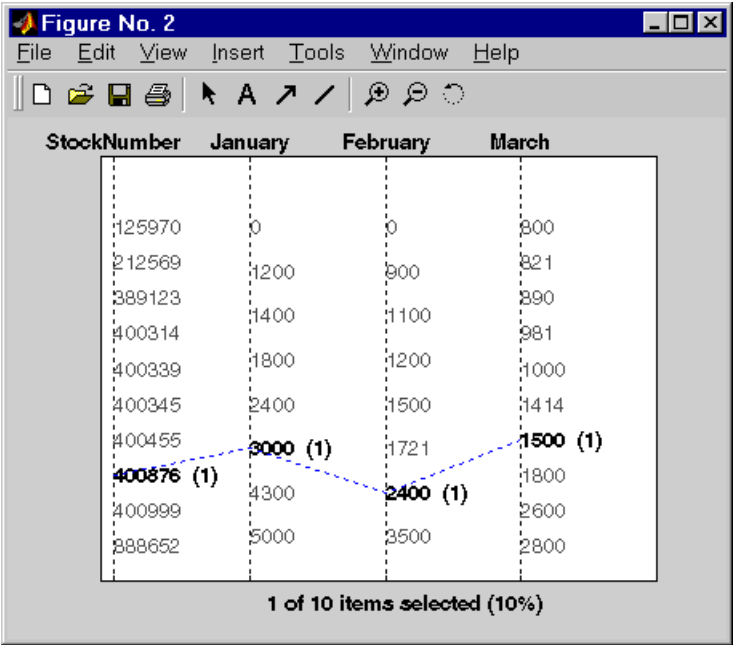 Figure No. 2
File Edit View Insert Tools Window Help
A
StockNumber January February March
125970 0 0 800
212569 1200 900 821
389123 1400 1100 890
400314 1800 1200 981
400339 2400 1500 1000
400345 3000 (1) 1721 1414
400455 4300 2400 (1) 1500 (1)
400876 (1) 5000 3500 1800
400999 2600
888652 2800
1 of 10 items selected (10%)